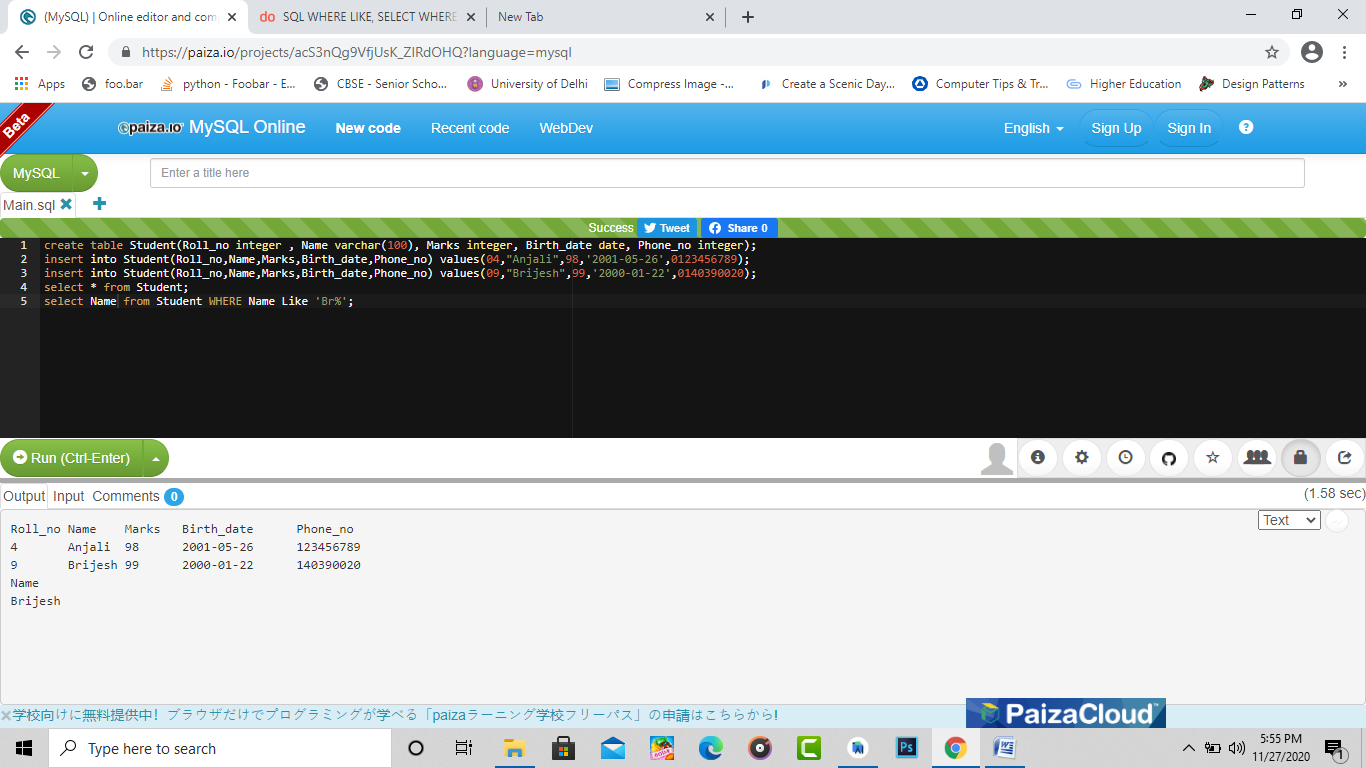 (MySQL) | Online editor and com
do SQL WHERE LIKE, SELECT WHERE
New Tab
https://paiza.io/projects/acS3nQg9VfjUsK_ZIRdOHQ?language=mysql
Apps foo.bar python - Foobar - E... CBSE - Senior Scho... University of Delhi Compress Image -... Create a Scenic Day... Computer Tips & Tr... Higher Education Design Patterns »
Beta
paiza.io MySQL Online New code Recent code WebDev English Sign Up Sign In ?
MySQL Enter a title here
Main.sql
Success Tweet Share 0
1 create table Student(Roll_no integer , Name varchar(100), Marks integer, Birth_date date, Phone_no integer);
2 insert into Student(Roll_no,Name,Marks,Birth_date,Phone_no) values(04,"Anjali",98,'2001-05-26',0123456789);
3 insert into Student(Roll_no,Name,Marks,Birth_date,Phone_no) values(09,"Brijesh",99,'2000-01-22',0140390020);
4 select * from Student;
5 select Name from Student WHERE Name Like 'Br%';
Run (Ctrl-Enter)
Output Input Comments 0 (1.58 sec)
Text
Roll_no Name Marks Birth_date Phone_no
4 Anjali 98 2001-05-26 123456789
9 Brijesh 99 2000-01-22 140390020
Name
Brijesh
学校向けに無料提供中! ブラウザだけでプログラミングが学べる「paizaラーニング学校フリーパス」の申請はこちらから!
PaizaCloud™
Type here to search
Ps
W
5:55 PM
11/27/2020
1